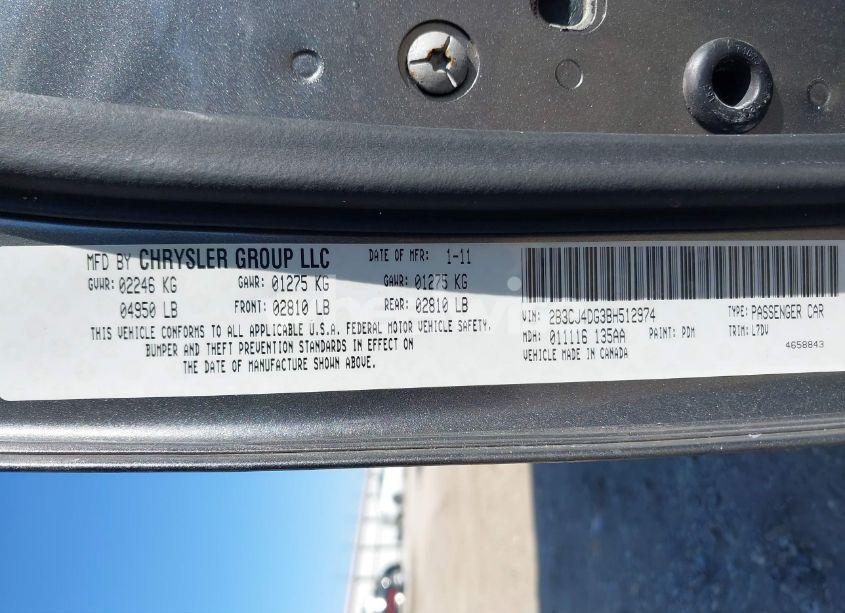 MFD BY CHRYSLER GROUP LLC DATE OF MFR: 1-11
GVWR: 02246 KG GAWR: 01275 KG GAWR: 01275 KG
04950 LB FRONT: 02810 LB REAR: 02810 LB
THIS VEHICLE CONFORMS TO ALL APPLICABLE U.S.A. FEDERAL MOTOR VEHICLE SAFETY,
BUMPER AND THEFT PREVENTION STANDARDS IN EFFECT ON
THE DATE OF MANUFACTURE SHOWN ABOVE.
VIN: 2B3CJ4DG3BH512974 TYPE: PASSENGER CAR
MDH: 011116 135AA PAINT: PDM TRIM: L7DV
VEHICLE MADE IN CANADA 4658843